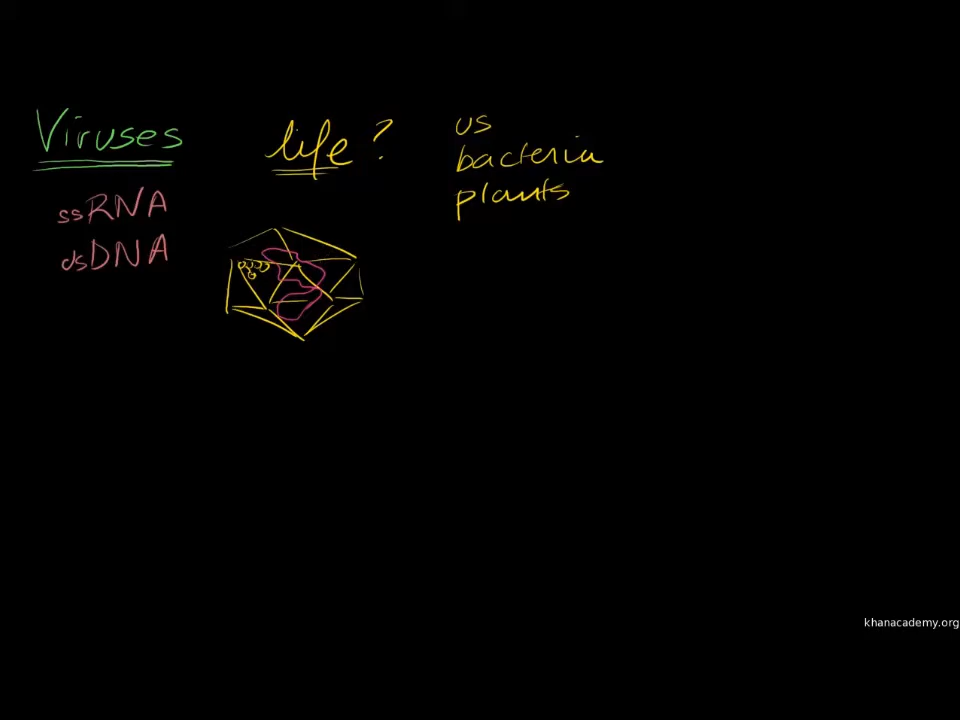 Viruses
life?
us
bacteria
plants
ssRNA
dsDNA
khanacademy.org